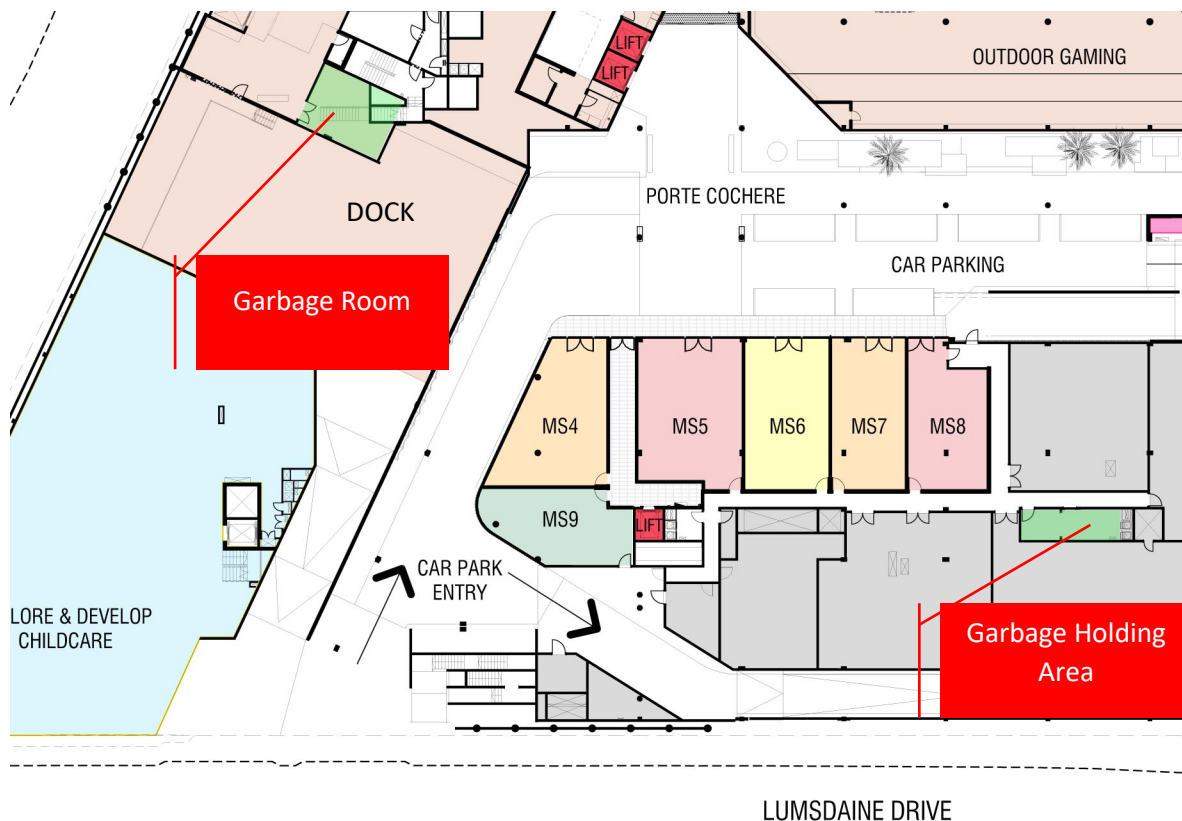 LIFT
LIFT
OUTDOOR GAMING
PORTE COCHERE
DOCK
CAR PARKING
Garbage Room
MS4
MS5
MS6
MS7
MS8
MS9
LIFT
CAR PARK
ENTRY
LORE & DEVELOP
CHILDCARE
Garbage Holding
Area
LUMSDAINE DRIVE